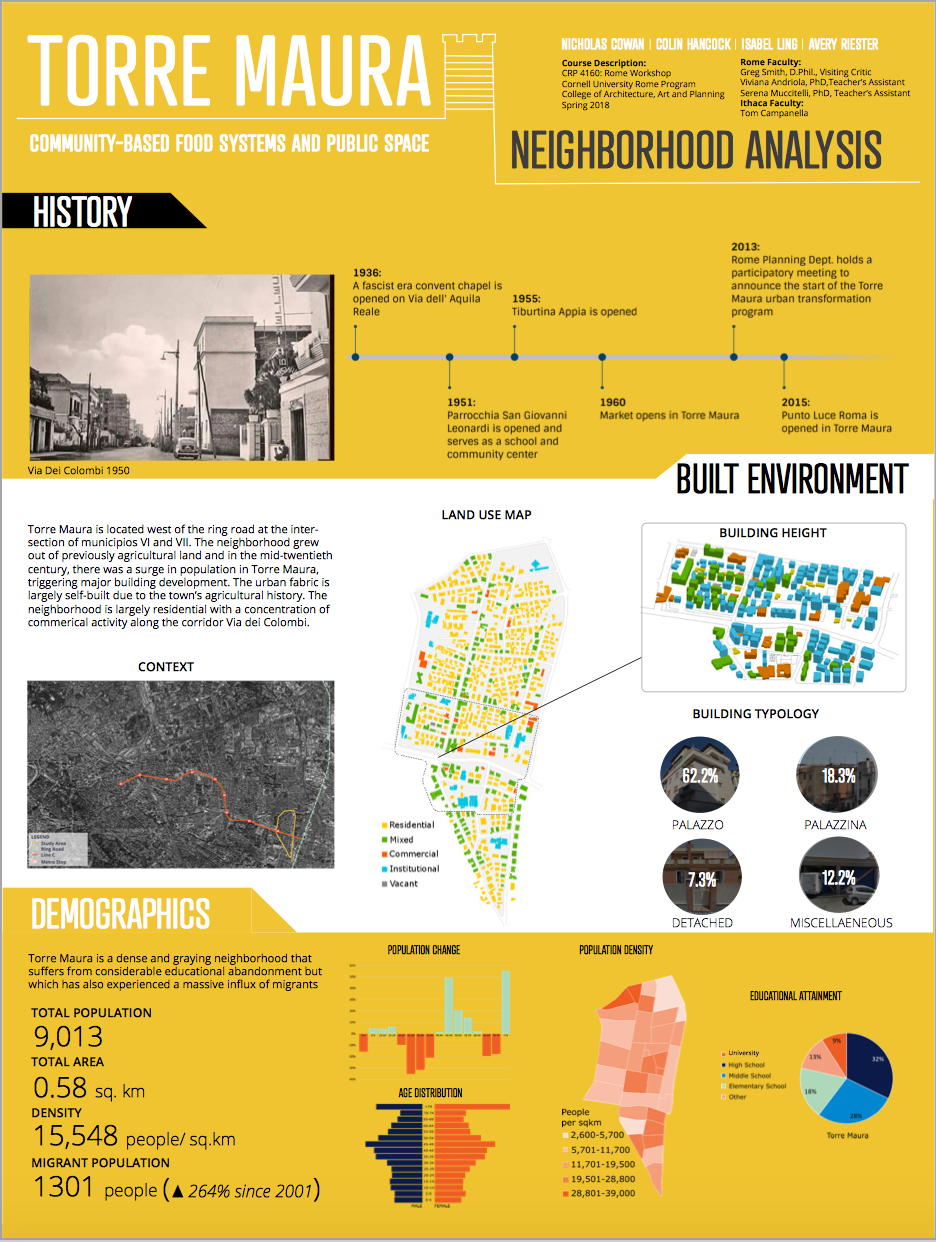 TORRE MAURA
COMMUNITY-BASED FOOD SYSTEMS AND PUBLIC SPACE
NICHOLAS COWAN | COLIN HANCOCK | ISABEL LING | AVERY RIESTER
Course Description:
CRP 4160: Rome Workshop
Cornell University Rome Program
College of Architecture, Art and Planning
Spring 2018
Rome Faculty:
Greg Smith, D.Phil., Visiting Critic
Viviana Andriola, PhD,Teacher's Assistant
Serena Muccitelli, PhD, Teacher's Assistant
Ithaca Faculty:
Tom Campanella
NEIGHBORHOOD ANALYSIS
HISTORY
Via Dei Colombi 1950
1936:
A fascist era convent chapel is
opened on Via dell' Aquila
Reale
1951:
Parrocchia San Giovanni
Leonardi is opened and
serves as a school and
community center
1955:
Tiburtina Appia is opened
1960
Market opens in Torre Maura
2013:
Rome Planning Dept. holds a
participatory meeting to
announce the start of the Torre
Maura urban transformation
program
2015:
Punto Luce Roma is
opened in Torre Maura
BUILT ENVIRONMENT
Torre Maura is located west of the ring road at the inter-
section of municipios VI and VII. The neighborhood grew
out of previously agricultural land and in the mid-twentieth
century, there was a surge in population in Torre Maura,
triggering major building development. The urban fabric is
largely self-built due to the town's agricultural history. The
neighborhood is largely residential with a concentration of
commerical activity along the corridor Via dei Colombi.
CONTEXT
LEGEND
Study Area
Ring Road
Line C
Metro Stop
LAND USE MAP
Residential
Mixed
Commercial
Institutional
Vacant
BUILDING HEIGHT
BUILDING TYPOLOGY
62.2%
PALAZZO
18.3%
PALAZZINA
7.3%
DETACHED
12.2%
MISCELLAENEOUS
DEMOGRAPHICS
Torre Maura is a dense and graying neighborhood that
suffers from considerable educational abandonment but
which has also experienced a massive influx of migrants
TOTAL POPULATION
9,013
TOTAL AREA
0.58 sq. km
DENSITY
15,548 people/ sq.km
MIGRANT POPULATION
1301 people (▲ 264% since 2001)
POPULATION CHANGE
AGE DISTRIBUTION
MALE FEMALE
POPULATION DENSITY
People
per sqkm
2,600-5,700
5,701-11,700
11,701-19,500
19,501-28,800
28,801-39,000
EDUCATIONAL ATTAINMENT
University
High School
Middle School
Elementary School
Other
9%
32%
13%
18%
28%
Torre Maura